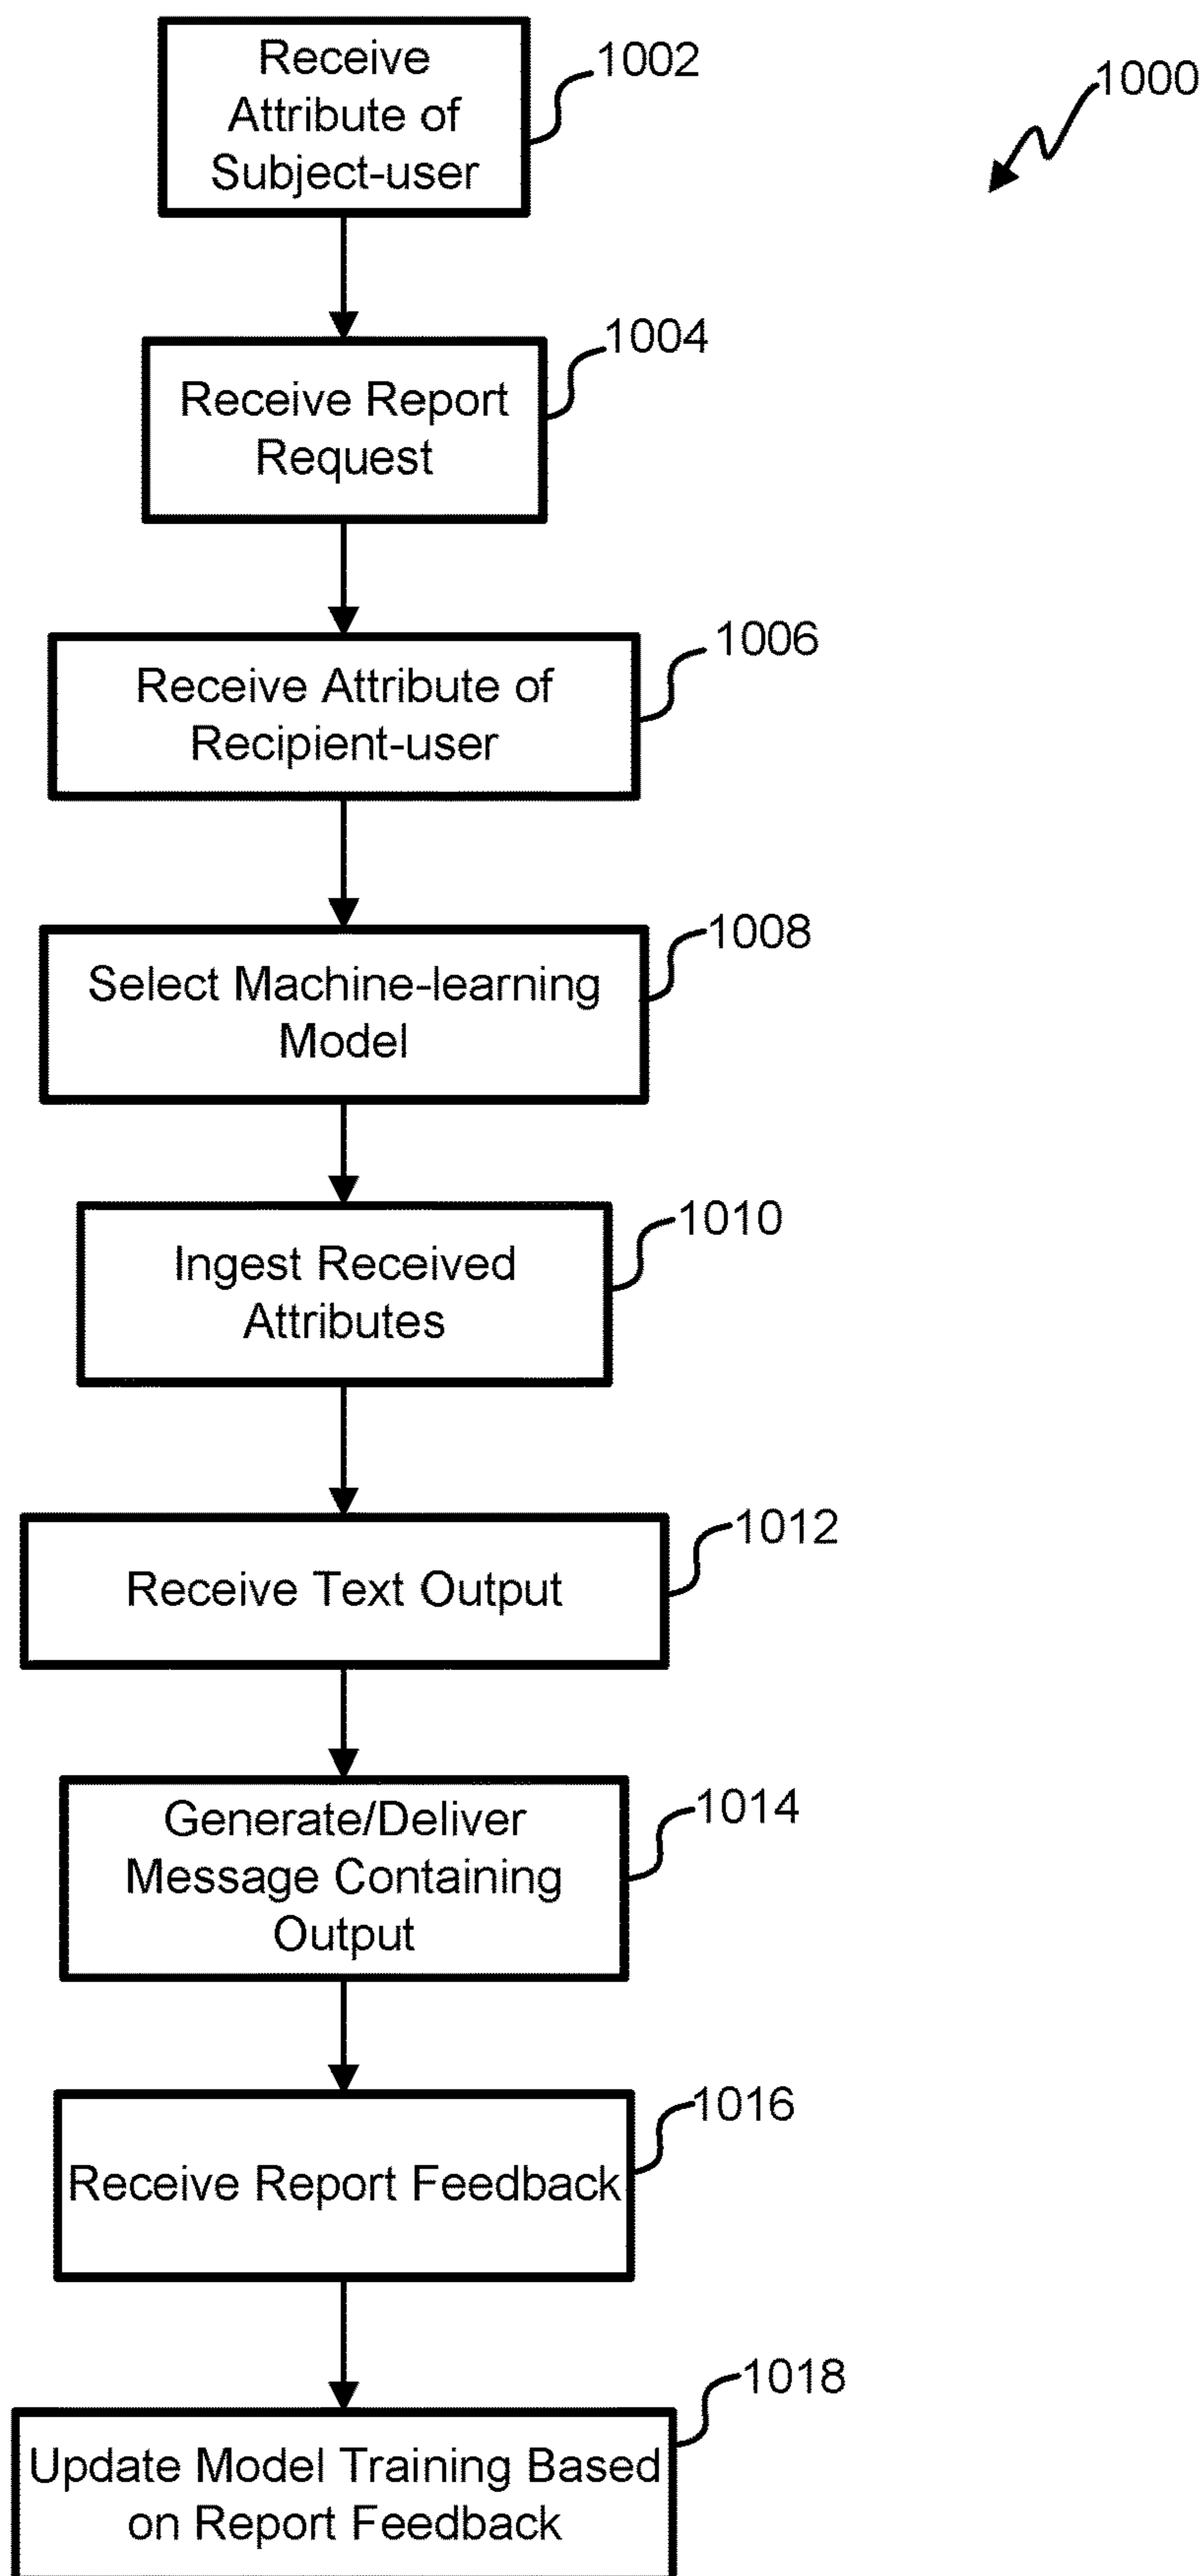 Receive
Attribute of
Subject-user
1002
1000
Receive Report
Request
1004
Receive Attribute of
Recipient-user
1006
Select Machine-learning
Model
1008
Ingest Received
Attributes
1010
Receive Text Output
1012
Generate/Deliver
Message Containing
Output
1014
Receive Report Feedback
1016
Update Model Training Based
on Report Feedback
1018